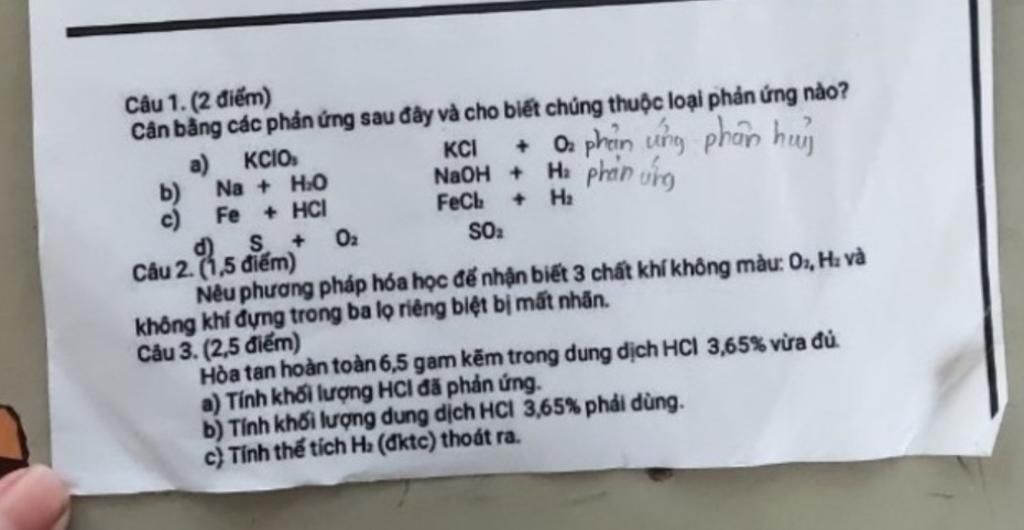 Câu 1. (2 điểm)
Cân bằng các phản ứng sau đây và cho biết chúng thuộc loại phản ứng nào?
a) KClO₃ KCl + O₂ phản ứng phân huỷ
b) Na + H₂O NaOH + H₂ phản ứng
c) Fe + HCl FeCl₂ + H₂
d) S + O₂ SO₂
Câu 2. (1,5 điểm)
Nêu phương pháp hóa học để nhận biết 3 chất khí không màu: O₂, H₂ và
không khí đựng trong ba lọ riêng biệt bị mất nhãn.
Câu 3. (2,5 điểm)
Hòa tan hoàn toàn 6,5 gam kẽm trong dung dịch HCl 3,65% vừa đủ.
a) Tính khối lượng HCl đã phản ứng.
b) Tính khối lượng dung dịch HCl 3,65% phải dùng.
c) Tính thể tích H₂ (đktc) thoát ra.